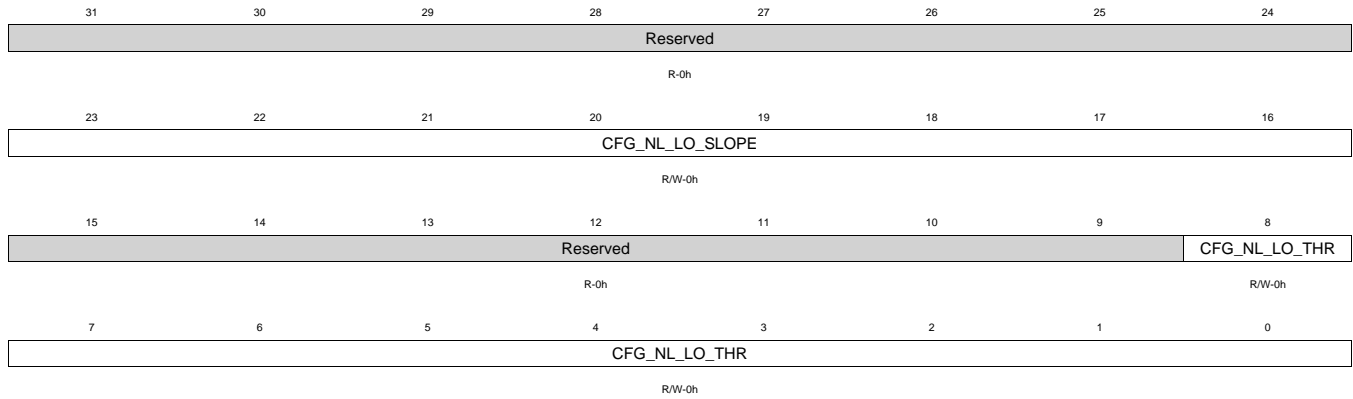 31 30 29 28 27 26 25 24
Reserved
R-0h
23 22 21 20 19 18 17 16
CFG_NL_LO_SLOPE
R/W-0h
15 14 13 12 11 10 9 8
Reserved CFG_NL_LO_THR
R-0h R/W-0h
7 6 5 4 3 2 1 0
CFG_NL_LO_THR
R/W-0h